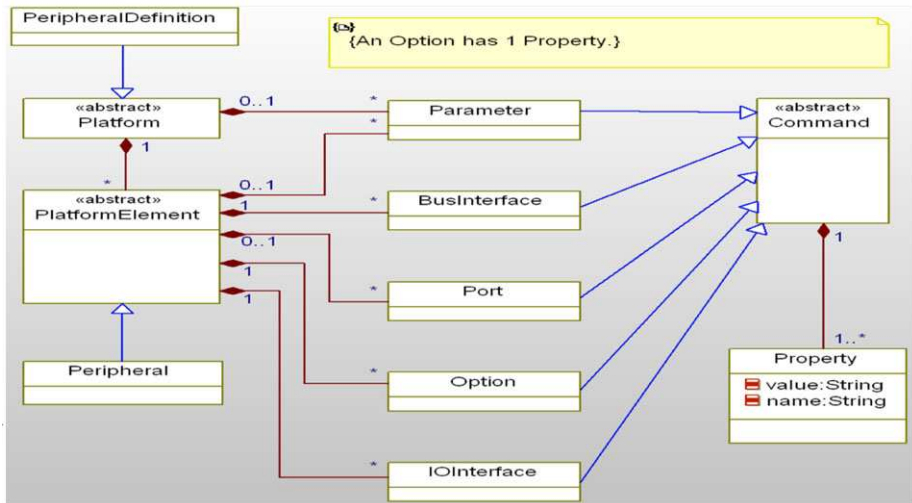 PeripheralDefinition
{An Option has 1 Property.}
«abstract»
Platform
0..1
*
Parameter
«abstract»
Command
1
*
*
0..1
«abstract»
PlatformElement
1
*
BusInterface
0..1
1
1
*
Port
1
1..*
Peripheral
*
Option
Property
value:String
name:String
*
IOInterface